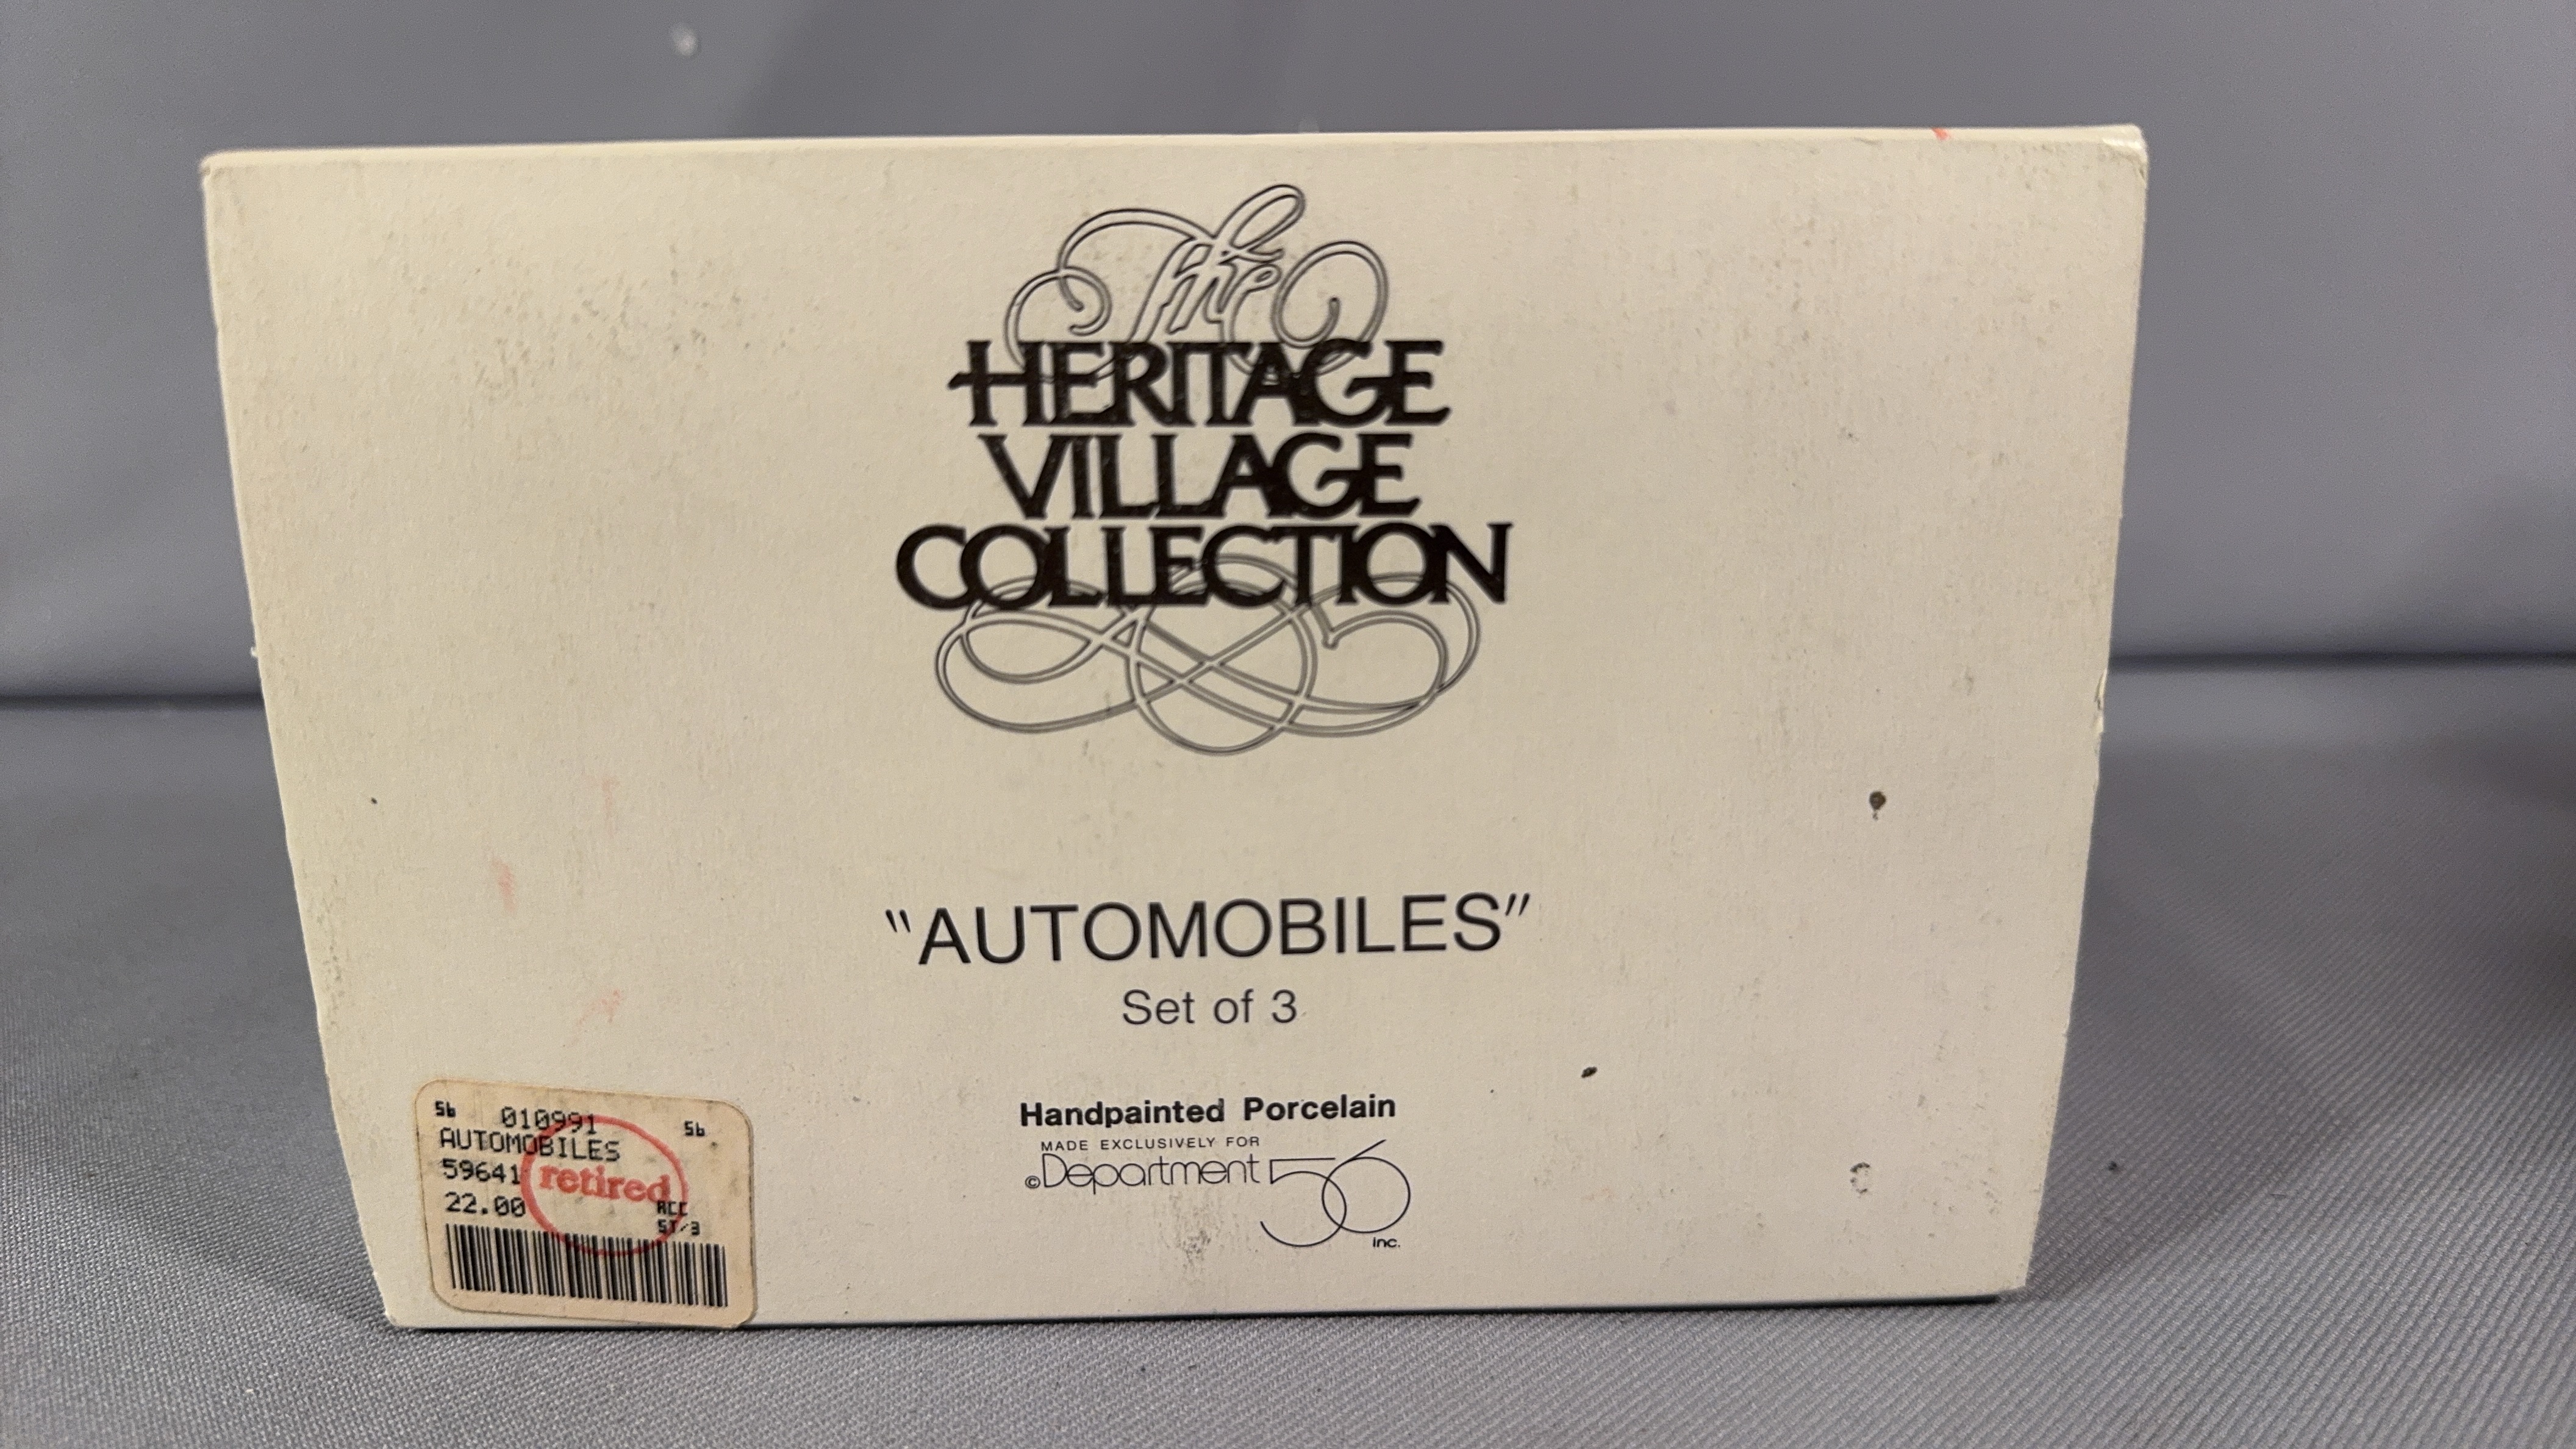 The
HERITAGE
VILLAGE
COLLECTION
"AUTOMOBILES"
Set of 3
Handpainted Porcelain
MADE EXCLUSIVELY FOR
©Department 56
Inc.
56 010991 56
AUTOMOBILES
59641
retired
22.00 ACC
ST/3